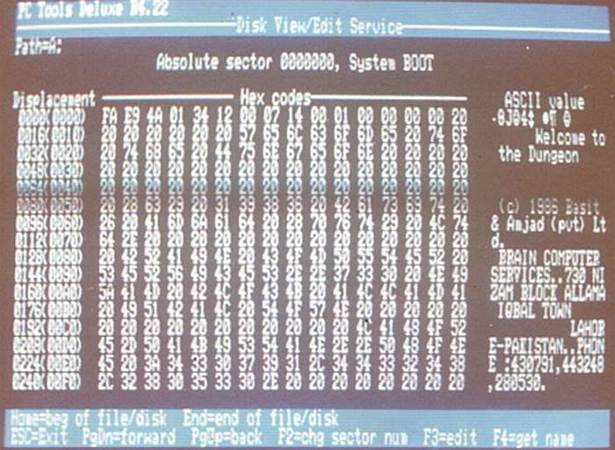 PC Tools Deluxe R4.22
Disk View/Edit Service
Path=A:
Absolute sector 0000000, System BOOT
Displacement Hex codes ASCII value
0000(0000) FA E9 4A 01 34 12 00 07 14 00 01 00 00 00 00 20
0016(0010) 20 20 20 20 20 20 57 65 6C 63 6F 6D 65 20 74 6F Welcome to
0032(0020) 20 74 68 65 20 44 75 6E 67 65 6F 6E 20 20 20 20 the Dungeon
0048(0030) 20 20 20 20 20 20 20 20 20 20 20 20 20 20 20 20
0064(0040) 20 20 20 20 20 20 20 20 20 20 20 20 20 20 20 20
0080(0050) 20 28 63 29 20 31 39 38 36 20 42 61 73 69 74 20 (c) 1986 Basit
0096(0060) 26 20 41 6D 6A 61 64 20 28 70 76 74 29 20 4C 74 & Amjad (pvt) Lt
0112(0070) 64 2E 20 20 20 20 20 20 20 20 20 20 20 20 20 20 d.
0128(0080) 20 42 52 41 49 4E 20 43 4F 4D 50 55 54 45 52 20 BRAIN COMPUTER
0144(0090) 53 45 52 56 49 43 45 53 2E 2E 37 33 30 20 4E 49 SERVICES..730 NI
0160(00A0) 5A 41 4D 20 42 4C 4F 43 4B 20 41 4C 4C 41 4D 41 ZAM BLOCK ALLAMA
0176(00B0) 20 49 51 42 41 4C 20 54 4F 57 4E 20 20 20 20 20 IQBAL TOWN
0192(00C0) 20 20 20 20 20 20 20 20 20 20 20 4C 41 48 4F 52 LAHOR
0208(00D0) 45 2D 50 41 4B 49 53 54 41 4E 2E 2E 50 48 4F 4E E-PAKISTAN..PHON
0224(00E0) 45 20 3A 34 33 30 37 39 31 2C 34 34 33 32 34 38 E :430791,443248
0240(00F0) 2C 32 38 30 35 33 30 2E 20 20 20 20 20 20 20 20 ,280530.
Home=beg of file/disk End=end of file/disk
ESC=Exit PgDn=forward PgUp=back F2=chg sector num F3=edit F4=get name